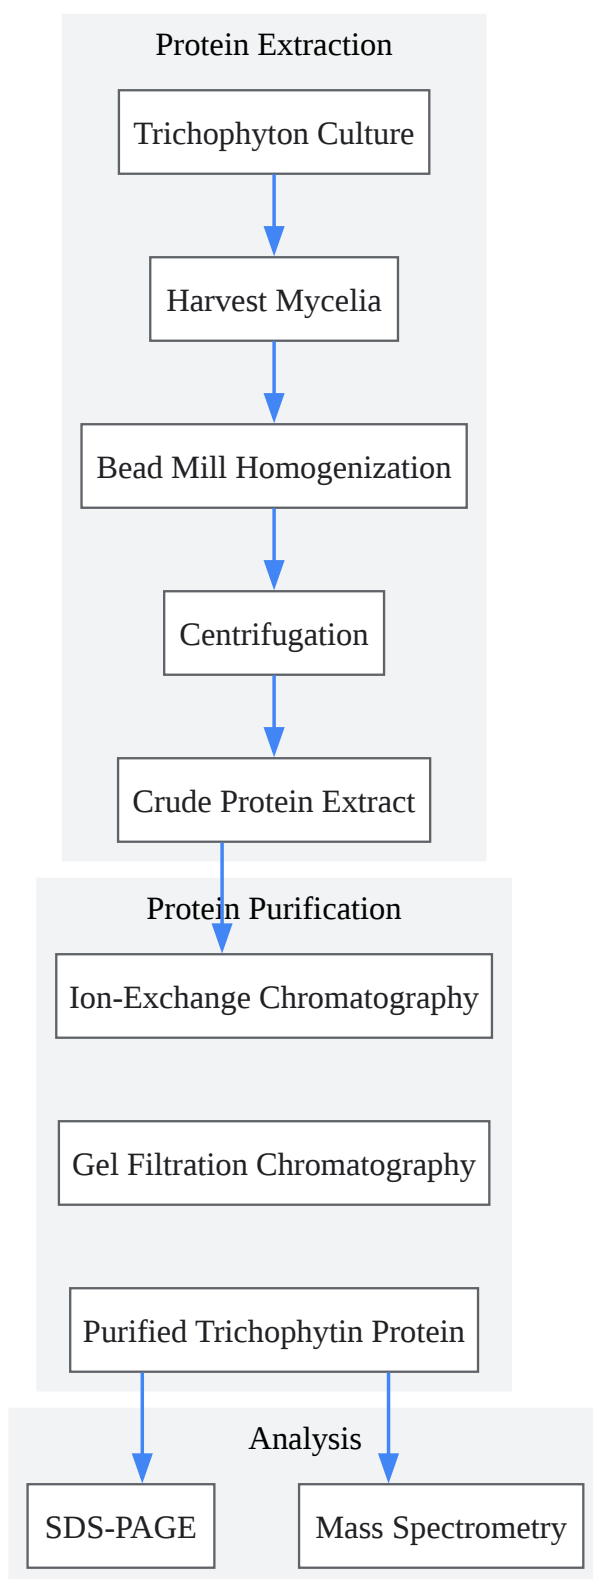 Protein Extraction
Trichophyton Culture
Harvest Mycelia
Bead Mill Homogenization
Centrifugation
Crude Protein Extract
Protein Purification
Ion-Exchange Chromatography
Gel Filtration Chromatography
Purified Trichophytin Protein
Analysis
SDS-PAGE
Mass Spectrometry